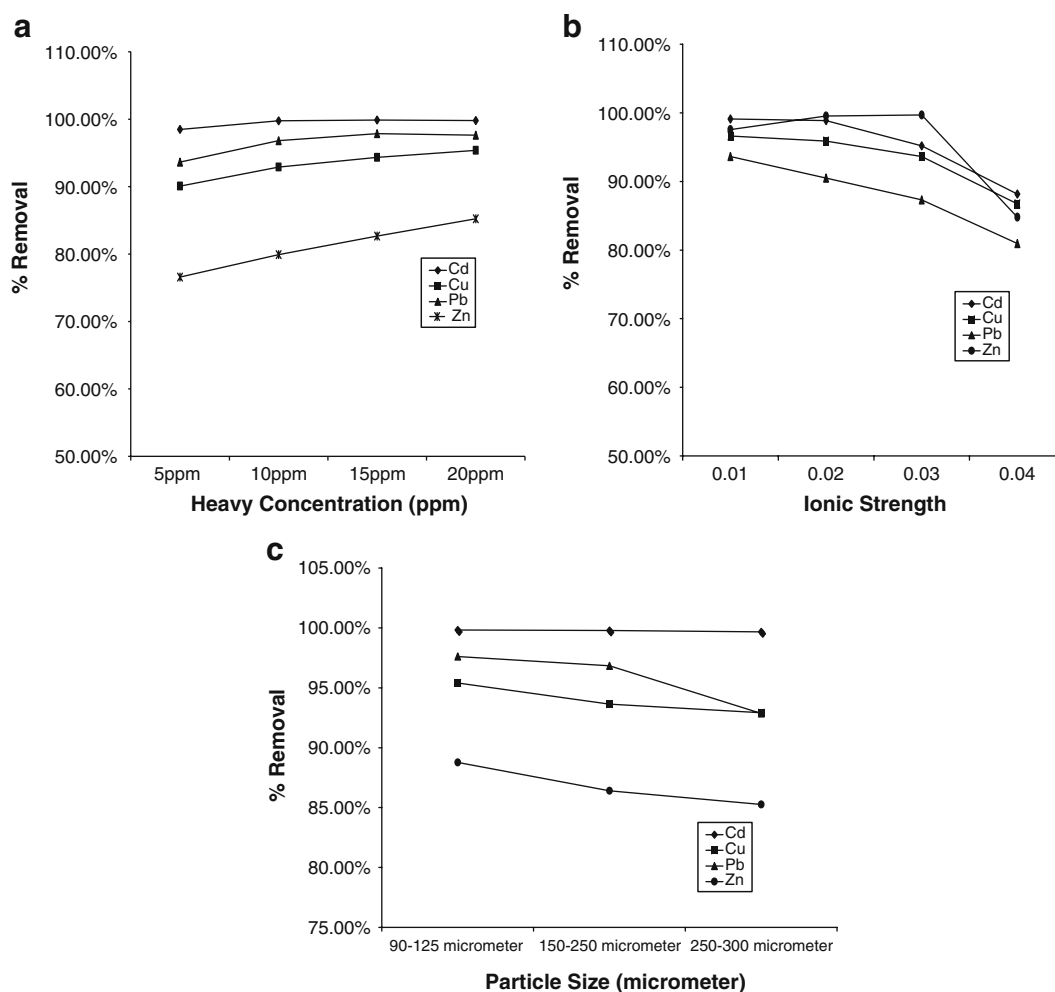 a
110.00%
100.00%
90.00%
80.00%
70.00%
60.00%
50.00%
% Removal
5ppm 10ppm 15ppm 20ppm
Heavy Concentration (ppm)
Cd
Cu
Pb
Zn
b
110.00%
100.00%
90.00%
80.00%
70.00%
60.00%
50.00%
% Removal
0.01 0.02 0.03 0.04
Ionic Strength
Cd
Cu
Pb
Zn
c
105.00%
100.00%
95.00%
90.00%
85.00%
80.00%
75.00%
% Removal
90-125 micrometer 150-250 micrometer 250-300 micrometer
Particle Size (micrometer)
Cd
Cu
Pb
Zn